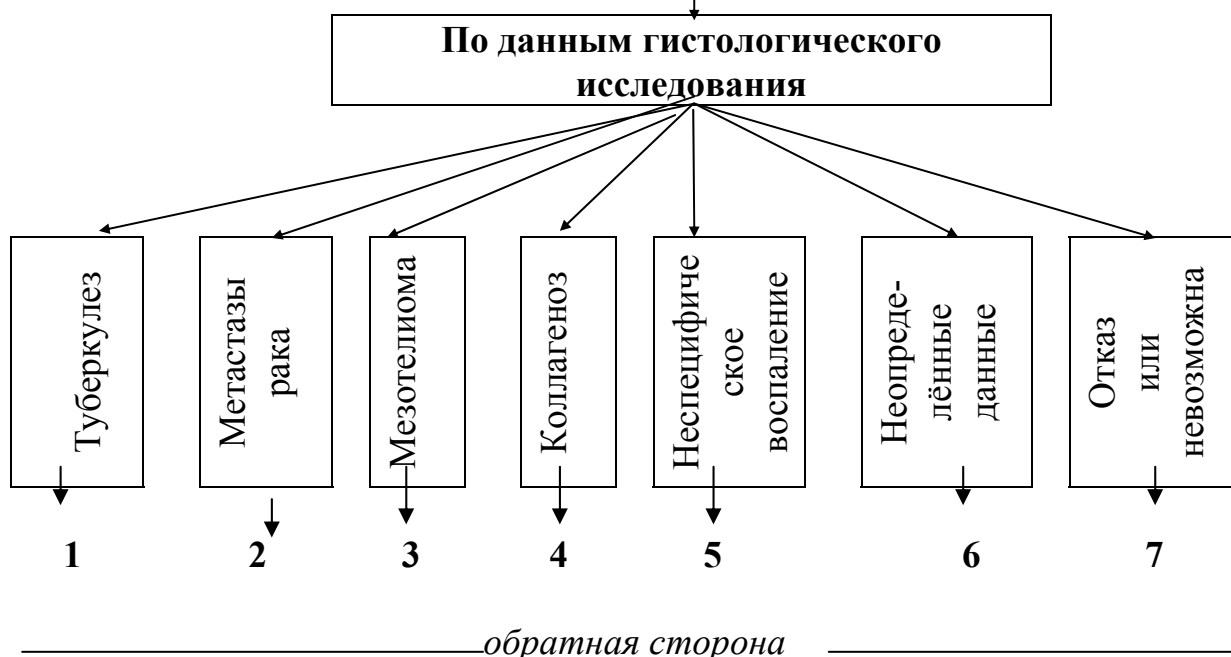 По данным гистологического
исследования
Туберкулез
Метастазы
рака
Мезотелиома
Коллагеноз
Неспецифиче
ское
воспаление
Неопреде-
лённые
данные
Отказ
или
невозможна
1
2
3
4
5
6
7
обратная сторона